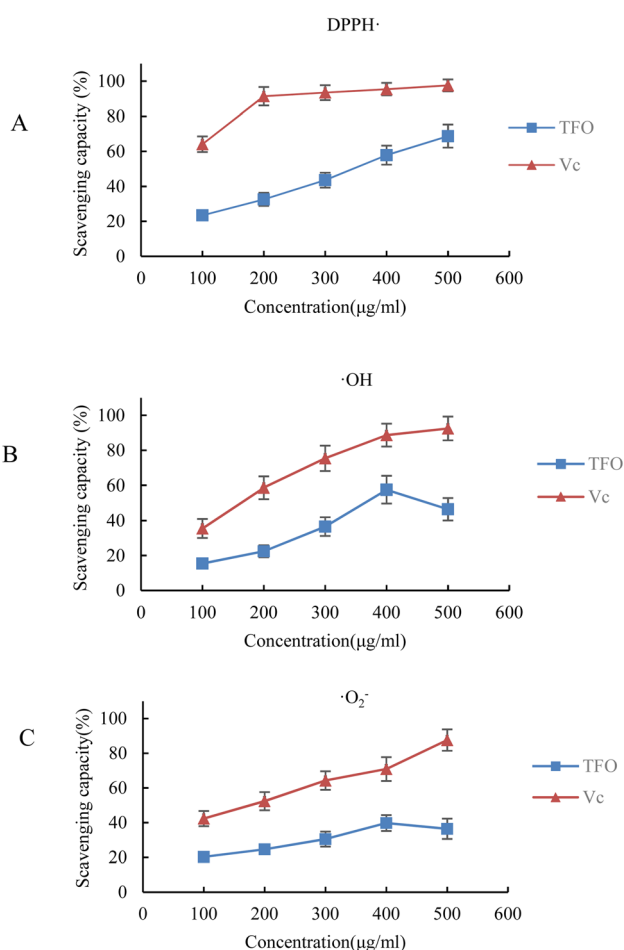 DPPH·
A
Scavenging capacity (%)
100
80
60
40
20
0
0 100 200 300 400 500 600
Concentration(μg/ml)
TFO
Vc
·OH
B
Scavenging capacity (%)
100
80
60
40
20
0
0 100 200 300 400 500 600
Concentration(μg/ml)
TFO
Vc
·O₂⁻
C
Scavenging capacity(%)
100
80
60
40
20
0
0 100 200 300 400 500 600
Concentration(μg/ml)
TFO
Vc